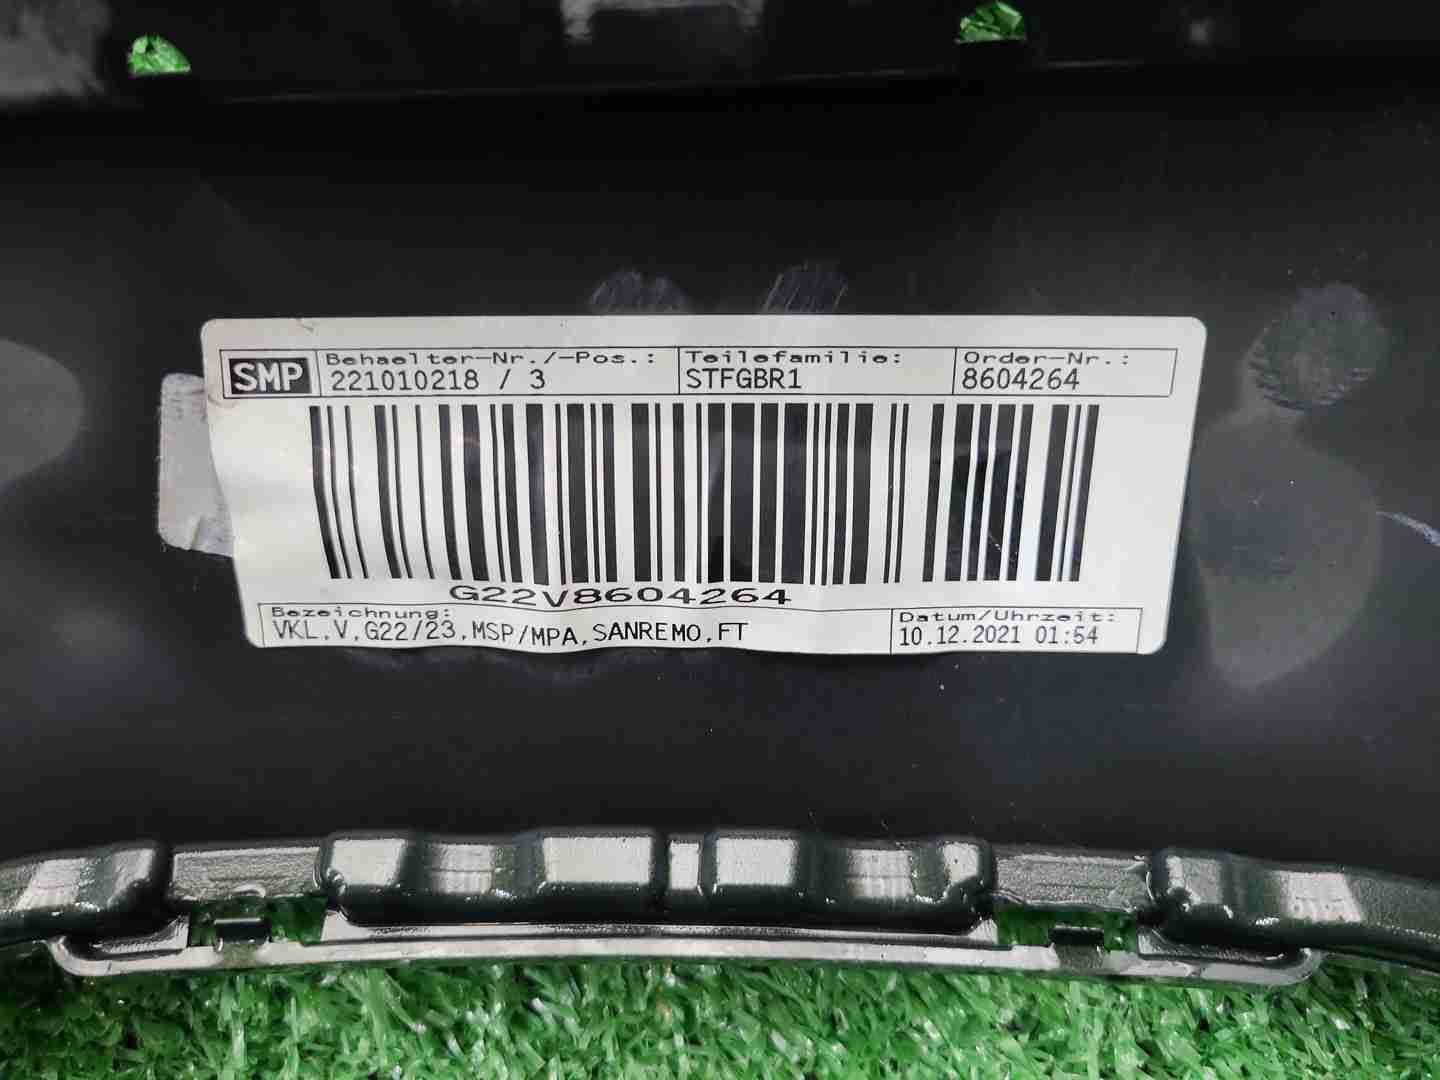 SMP Behaelter-Nr./-Pos.: Teilefamilie: Order-Nr.:
221010218 / 3 STFGBR1 8604264
G22V8604264
Bezeichnung: Datum/Uhrzeit:
VKL,V,G22/23,MSP/MPA,SANREMO,FT 10.12.2021 01:54